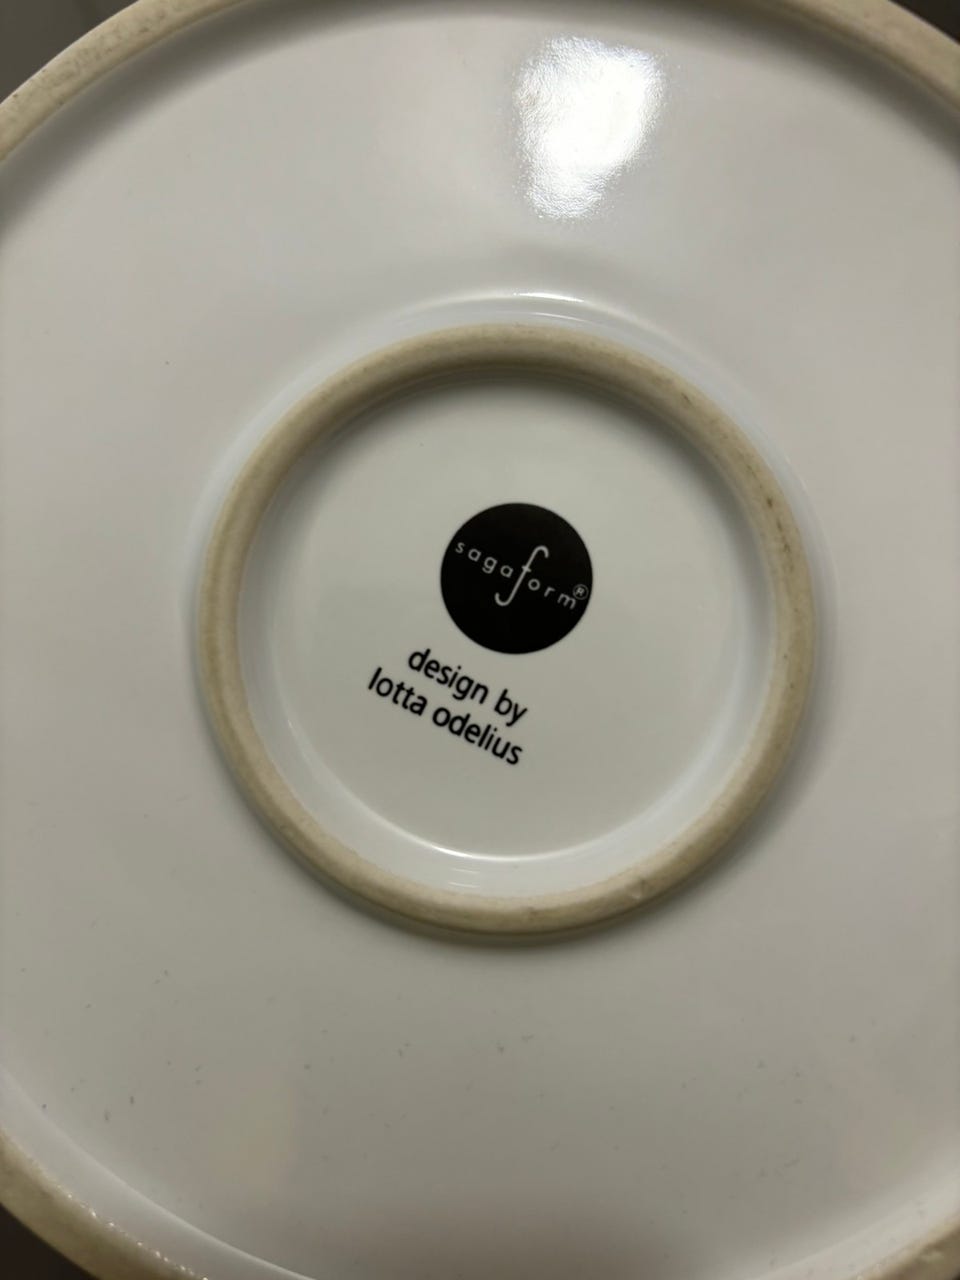 sagaform®
design by
lotta odelius